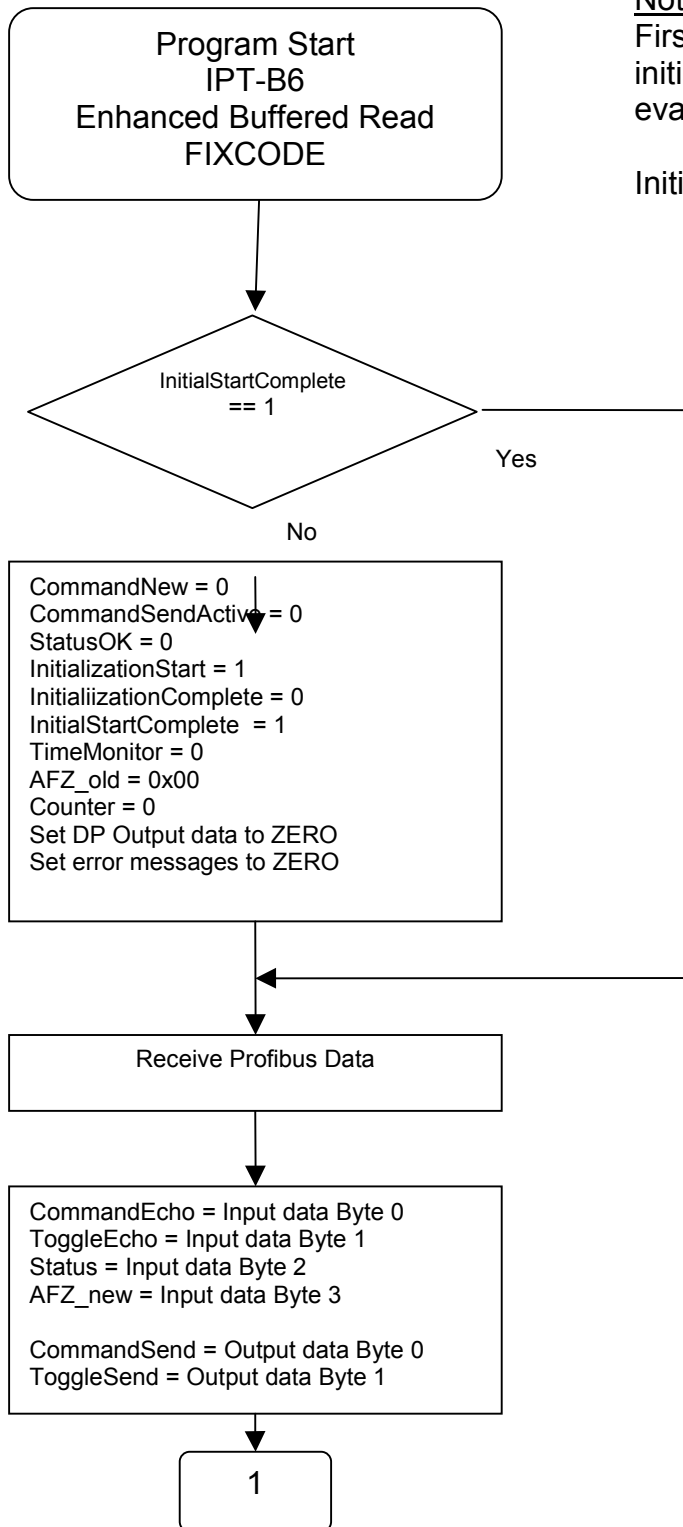 Program Start
IPT-B6
Enhanced Buffered Read
FIXCODE
InitialStartComplete
== 1
Yes
No
CommandNew = 0
CommandSendActive = 0
StatusOK = 0
InitializationStart = 1
InitialiizationComplete = 0
InitialStartComplete = 1
TimeMonitor = 0
AFZ_old = 0x00
Counter = 0
Set DP Output data to ZERO
Set error messages to ZERO
Receive Profibus Data
CommandEcho = Input data Byte 0
ToggleEcho = Input data Byte 1
Status = Input data Byte 2
AFZ_new = Input data Byte 3
CommandSend = Output data Byte 0
ToggleSend = Output data Byte 1
1